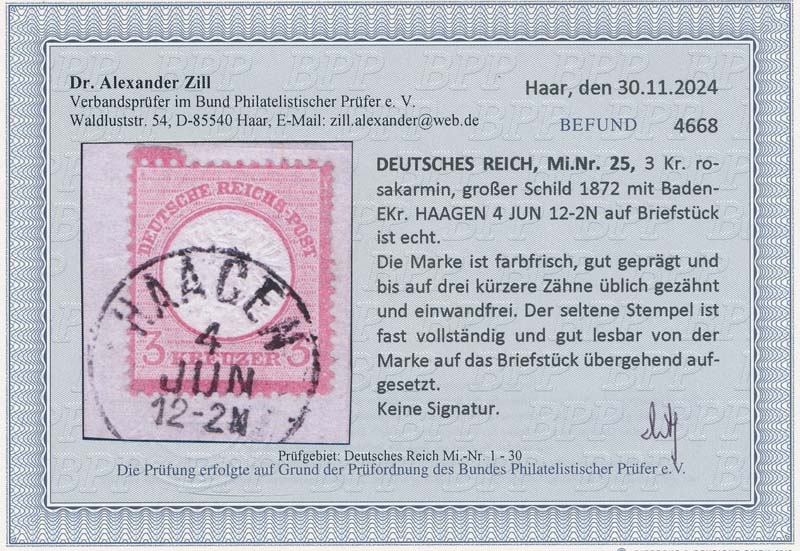 Dr. Alexander Zill
Verbandsprüfer im Bund Philatelistischer Prüfer e. V.
Waldluststr. 54, D-85540 Haar, E-Mail: zill.alexander@web.de
Haar, den 30.11.2024
BEFUND 4668
DEUTSCHES REICH, Mi.Nr. 25, 3 Kr. ro-
sakarmin, großer Schild 1872 mit Baden-
EKr. HAAGEN 4 JUN 12-2N auf Briefstück
ist echt.
Die Marke ist farbfrisch, gut geprägt und
bis auf drei kürzere Zähne üblich gezähnt
und einwandfrei. Der seltene Stempel ist
fast vollständig und gut lesbar von der
Marke auf das Briefstück übergehend auf-
gesetzt.
Keine Signatur.
DEUTSCHE REICHS-POST
HAAGEN
4
JUN
12-2N
3 KREUZER 3
Prüfgebiet: Deutsches Reich Mi.-Nr. 1 - 30
Die Prüfung erfolgte auf Grund der Prüfordnung des Bundes Philatelistischer Prüfer e.V.
BPP